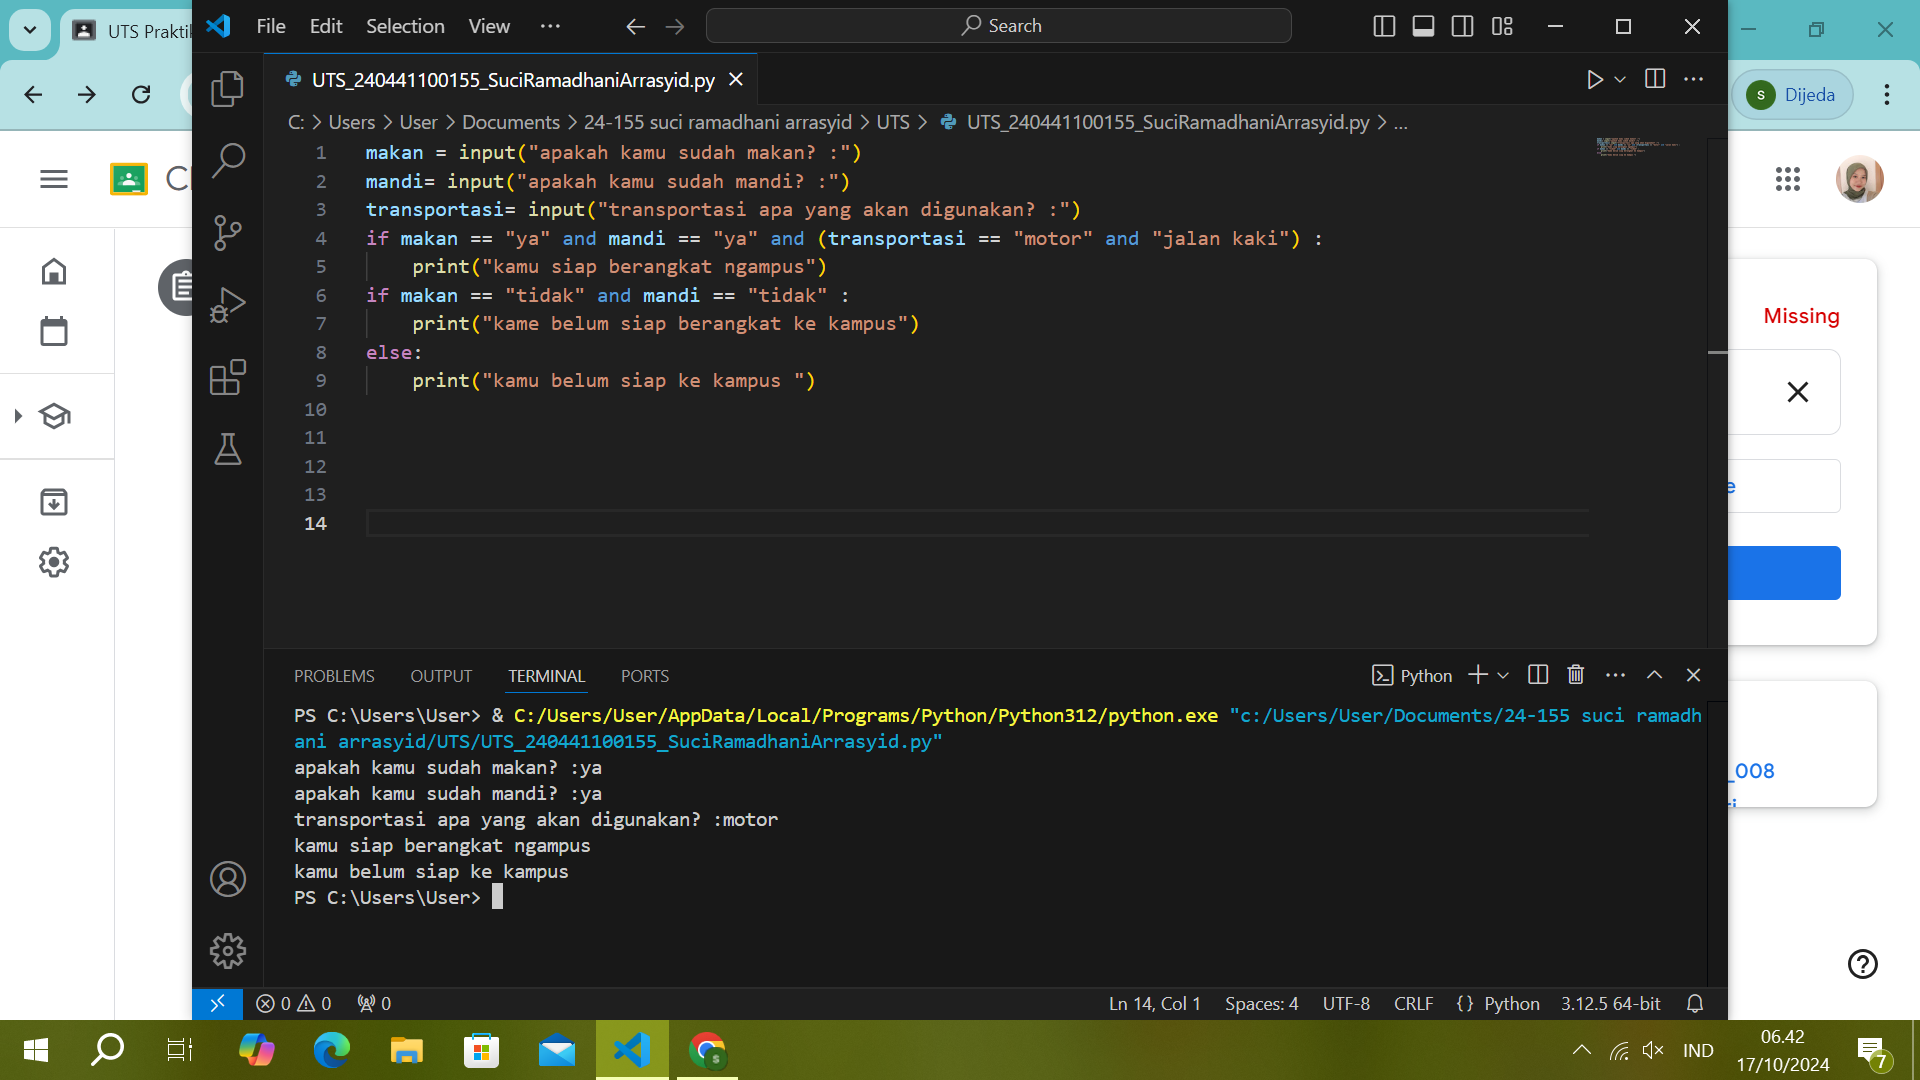 UTS Prakti
File Edit Selection View ...
Search
Dijeda
UTS_240441100155_SuciRamadhaniArrasyid.py
C: > Users > User > Documents > 24-155 suci ramadhani arrasyid > UTS > UTS_240441100155_SuciRamadhaniArrasyid.py > ...
1 makan = input("apakah kamu sudah makan? :")
2 mandi= input("apakah kamu sudah mandi? :")
3 transportasi= input("transportasi apa yang akan digunakan? :")
4 if makan == "ya" and mandi == "ya" and (transportasi == "motor" and "jalan kaki") :
5 print("kamu siap berangkat ngampus")
6 if makan == "tidak" and mandi == "tidak" :
7 print("kame belum siap berangkat ke kampus")
8 else:
9 print("kamu belum siap ke kampus ")
10
11
12
13
14
Missing
_008
PROBLEMS OUTPUT TERMINAL PORTS
Python
PS C:\Users\User> & C:/Users/User/AppData/Local/Programs/Python/Python312/python.exe "c:/Users/User/Documents/24-155 suci ramadh
ani arrasyid/UTS/UTS_240441100155_SuciRamadhaniArrasyid.py"
apakah kamu sudah makan? :ya
apakah kamu sudah mandi? :ya
transportasi apa yang akan digunakan? :motor
kamu siap berangkat ngampus
kamu belum siap ke kampus
PS C:\Users\User>
0 0 0
Ln 14, Col 1 Spaces: 4 UTF-8 CRLF {} Python 3.12.5 64-bit
IND
06.42
17/10/2024
7